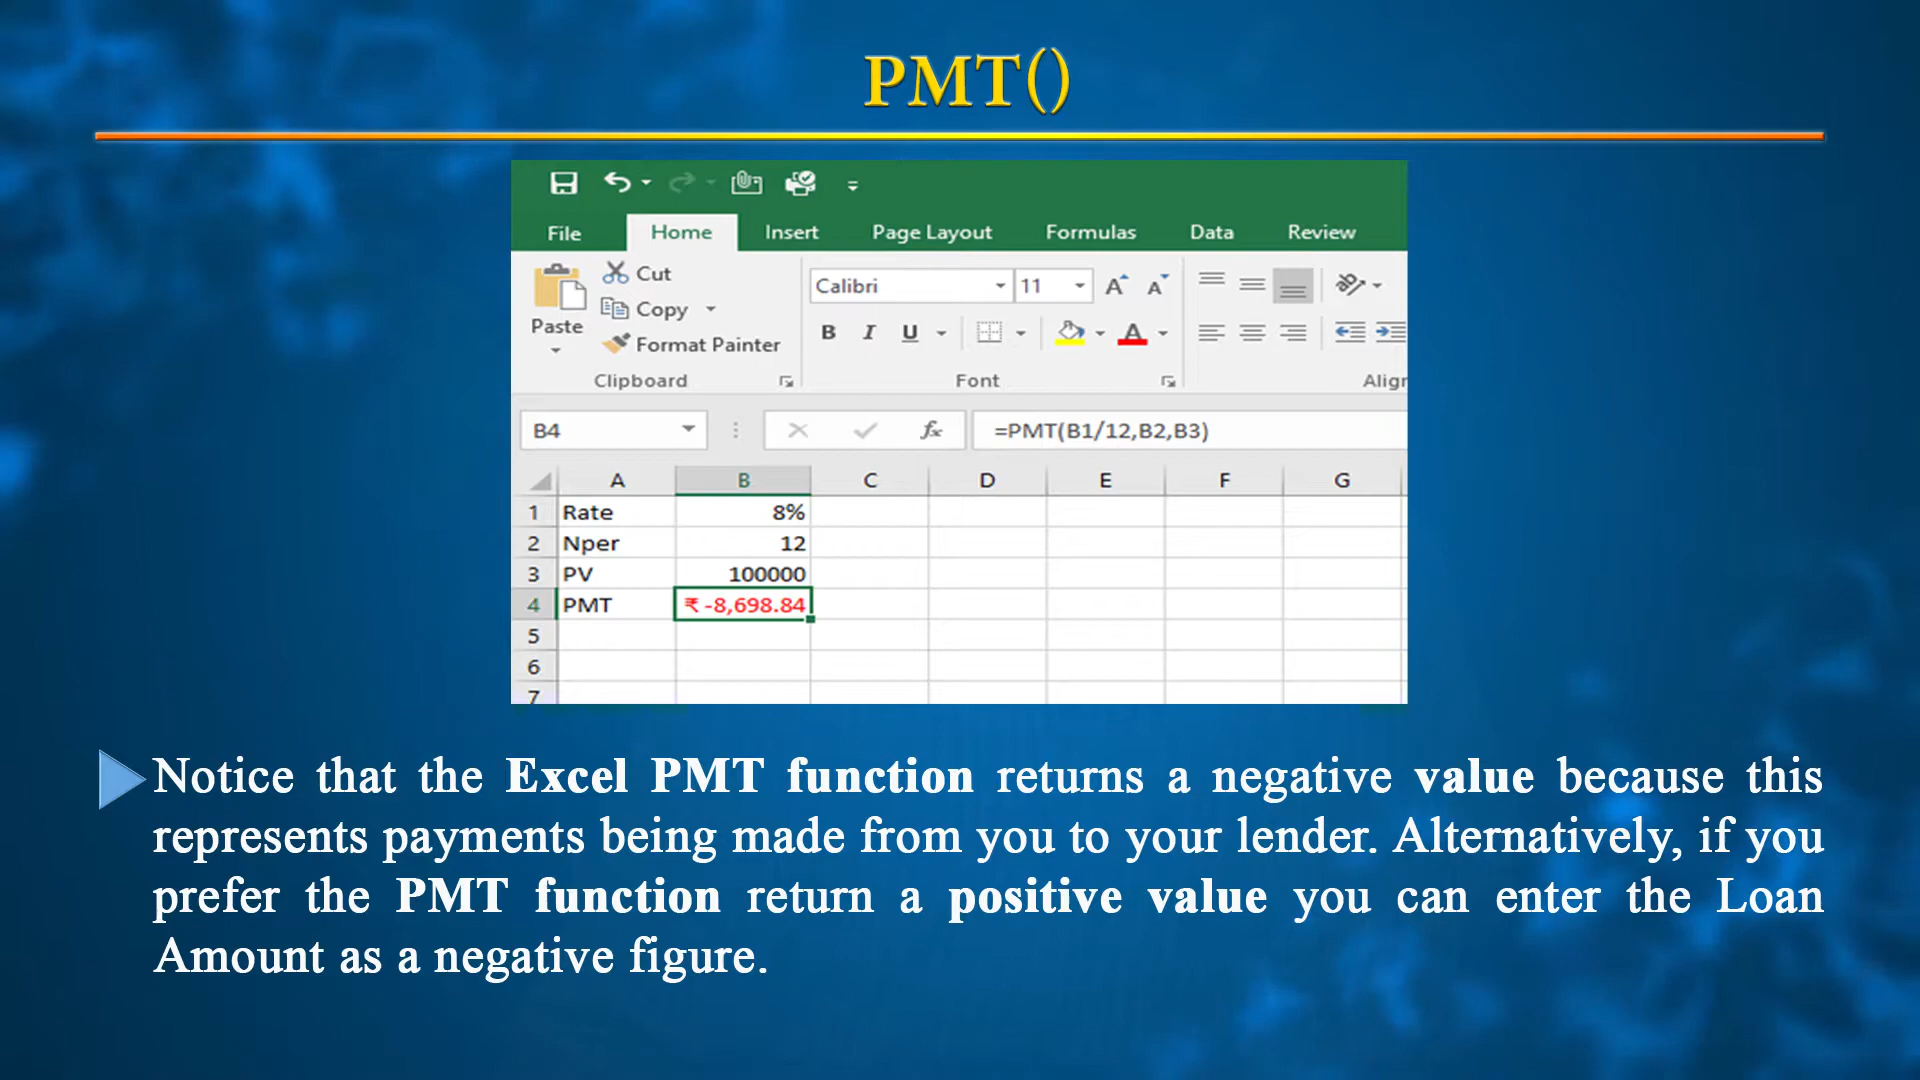 PMT()
File Home Insert Page Layout Formulas Data Review
Paste
Cut
Copy
Format Painter
Clipboard
Calibri 11 A A
B I U A
Font
Align
B4 fx =PMT(B1/12,B2,B3)
A B C D E F G
1 Rate 8%
2 Nper 12
3 PV 100000
4 PMT ₹ -8,698.84
5
6
7
Notice that the Excel PMT function returns a negative value because this
represents payments being made from you to your lender. Alternatively, if you
prefer the PMT function return a positive value you can enter the Loan
Amount as a negative figure.